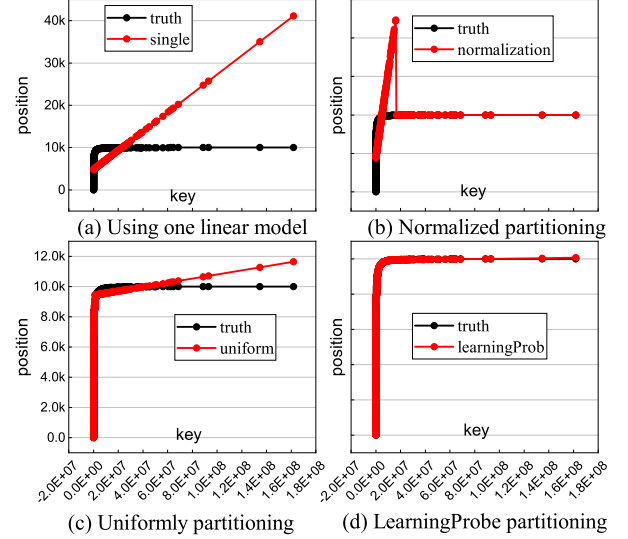 40k
30k
20k
10k
0
position
truth
single
key
(a) Using one linear model
position
truth
normalization
key
(b) Normalized partitioning
12.0k
10.0k
8.0k
6.0k
4.0k
2.0k
0.0
position
truth
uniform
key
-2.0E+07
0.0E+00
2.0E+07
4.0E+07
6.0E+07
8.0E+07
1.0E+08
1.2E+08
1.4E+08
1.6E+08
1.8E+08
(c) Uniformly partitioning
position
truth
learningProb
key
-2.0E+07
0.0E+00
2.0E+07
4.0E+07
6.0E+07
8.0E+07
1.0E+08
1.2E+08
1.4E+08
1.6E+08
1.8E+08
(d) LearningProbe partitioning